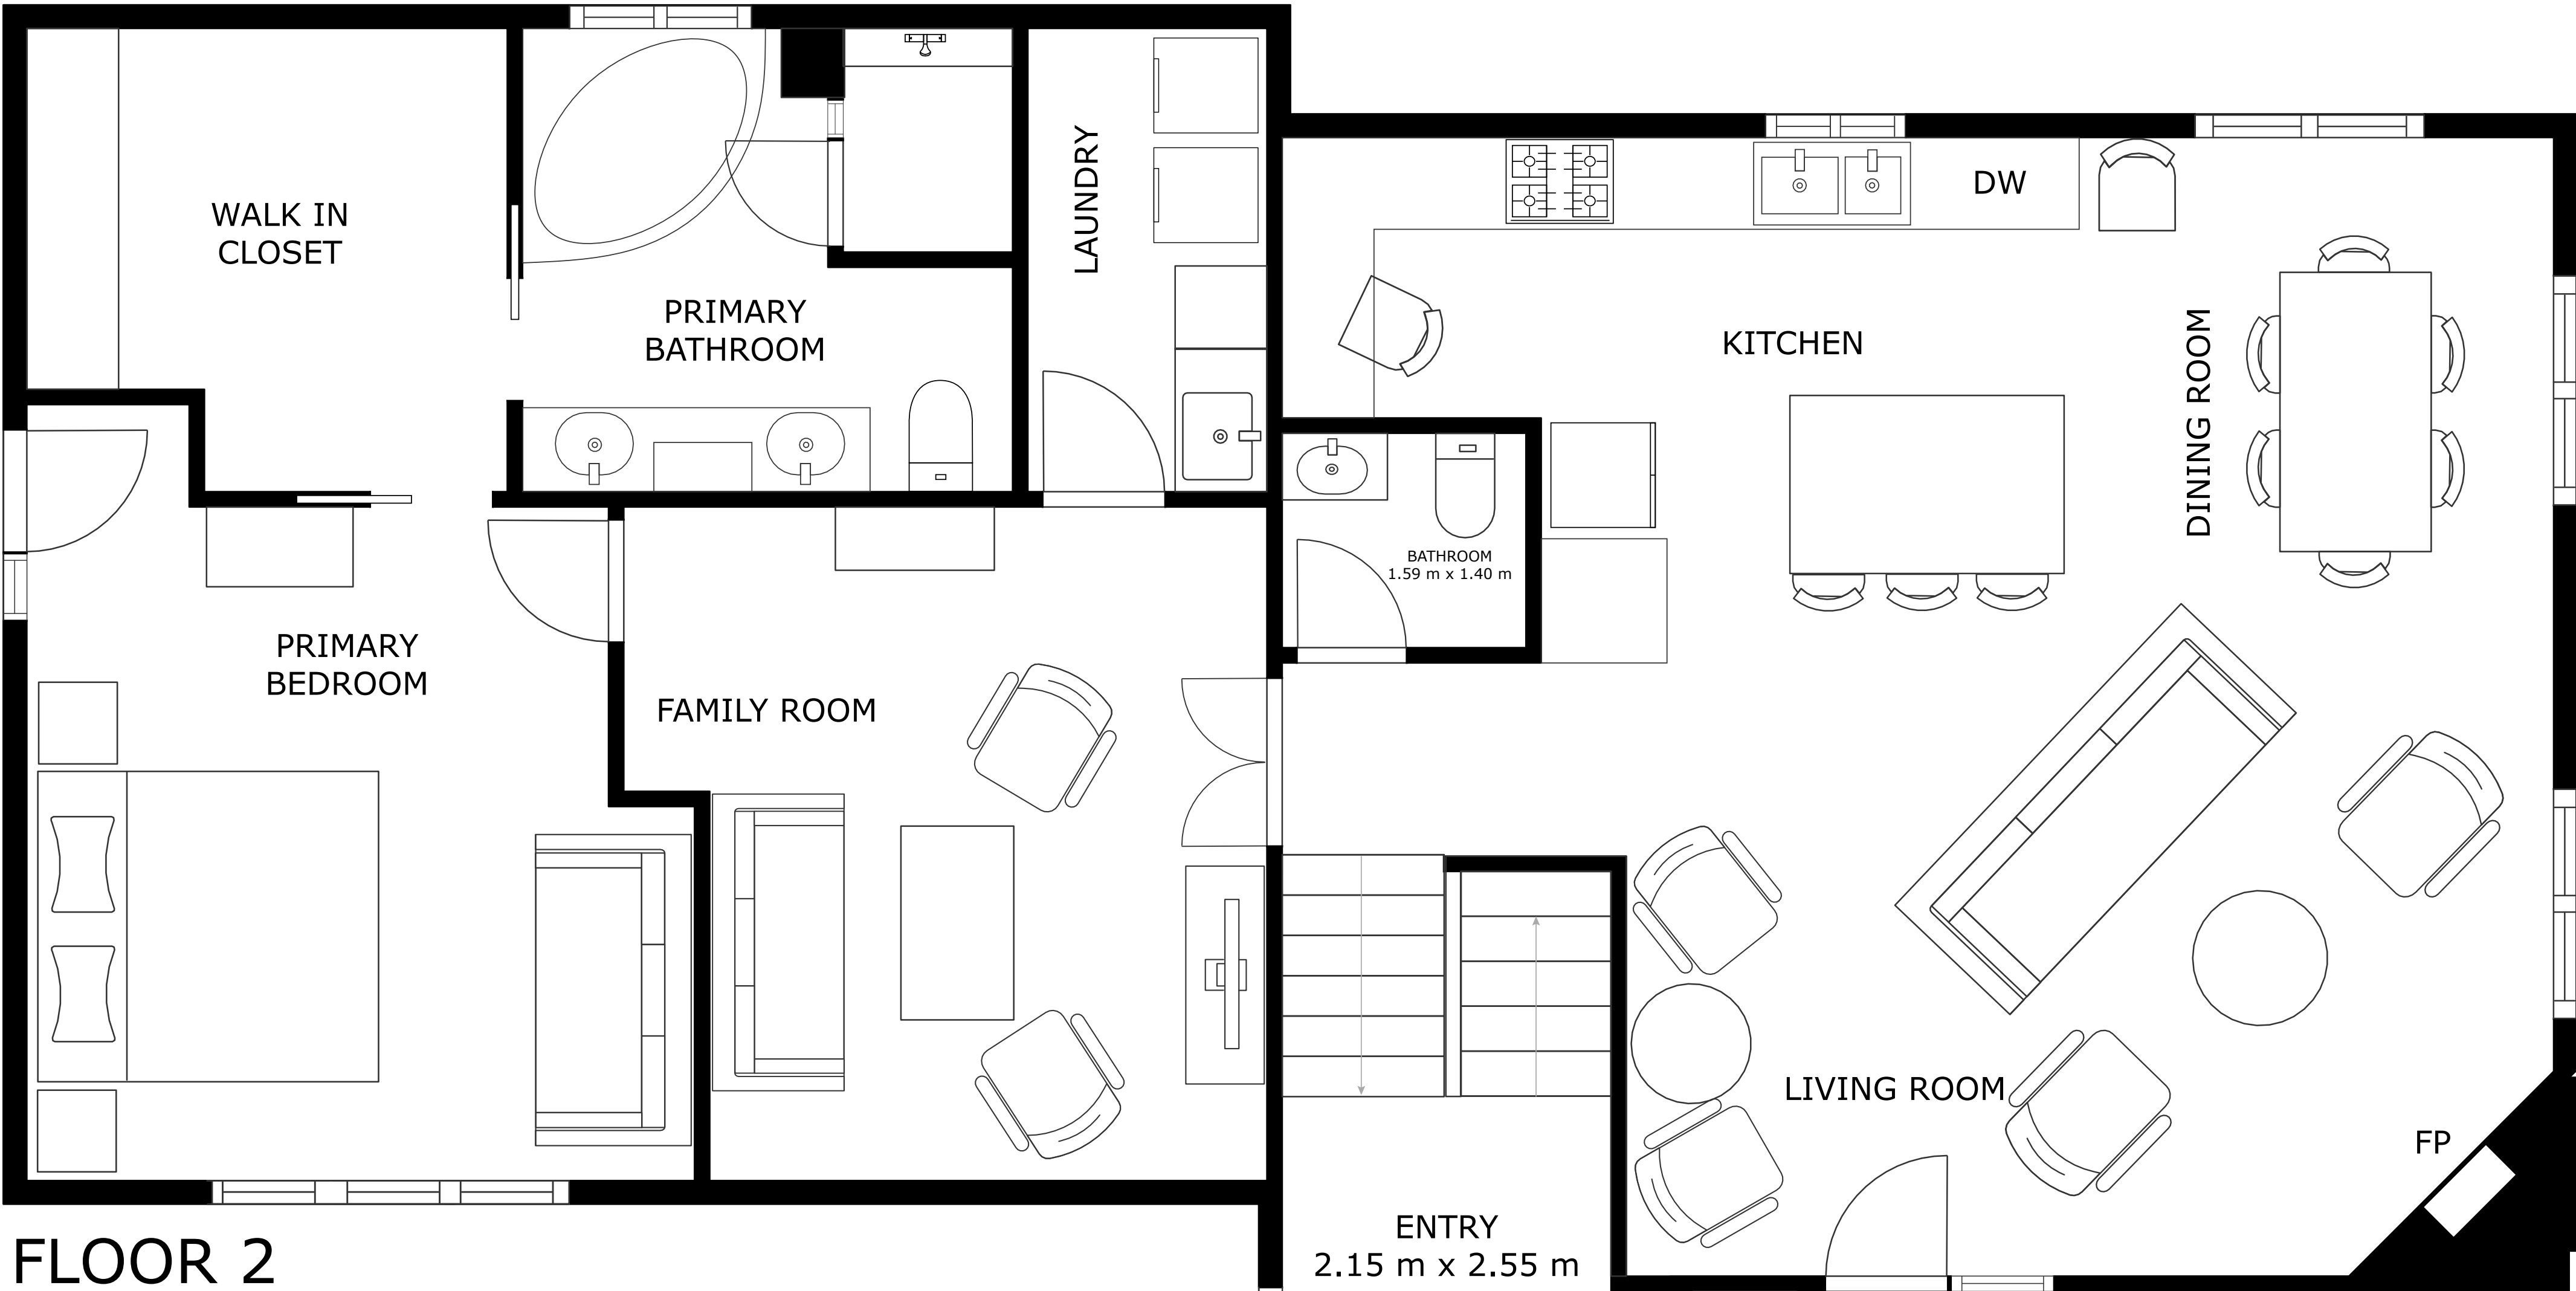 WALK IN
CLOSET
PRIMARY
BATHROOM
LAUNDRY
DW
KITCHEN
DINING ROOM
BATHROOM
1.59 m x 1.40 m
PRIMARY
BEDROOM
FAMILY ROOM
LIVING ROOM
FP
ENTRY
2.15 m x 2.55 m
FLOOR 2